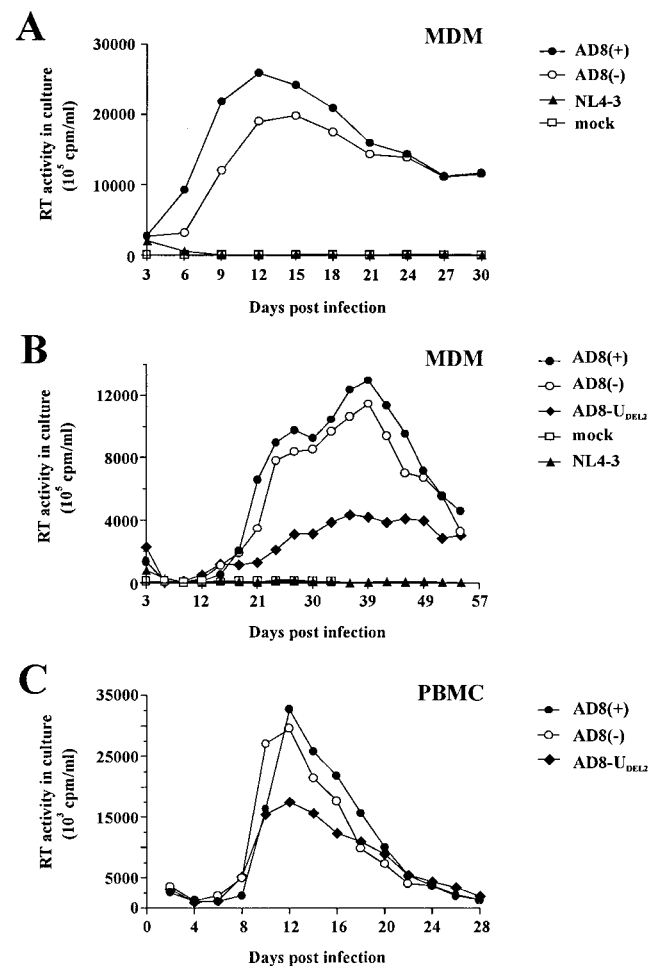 A
MDM
RT activity in culture
(10⁵ cpm/ml)
30000
20000
10000
0
3 6 9 12 15 18 21 24 27 30
Days post infection
AD8(+)
AD8(-)
NL4-3
mock
B
MDM
RT activity in culture
(10⁵ cpm/ml)
12000
8000
4000
0
3 12 21 30 39 49 57
Days post infection
AD8(+)
AD8(-)
AD8-U_DEL2
mock
NL4-3
C
PBMC
RT activity in culture
(10³ cpm/ml)
35000
25000
15000
5000
0
0 4 8 12 16 20 24 28
Days post infection
AD8(+)
AD8(-)
AD8-U_DEL2